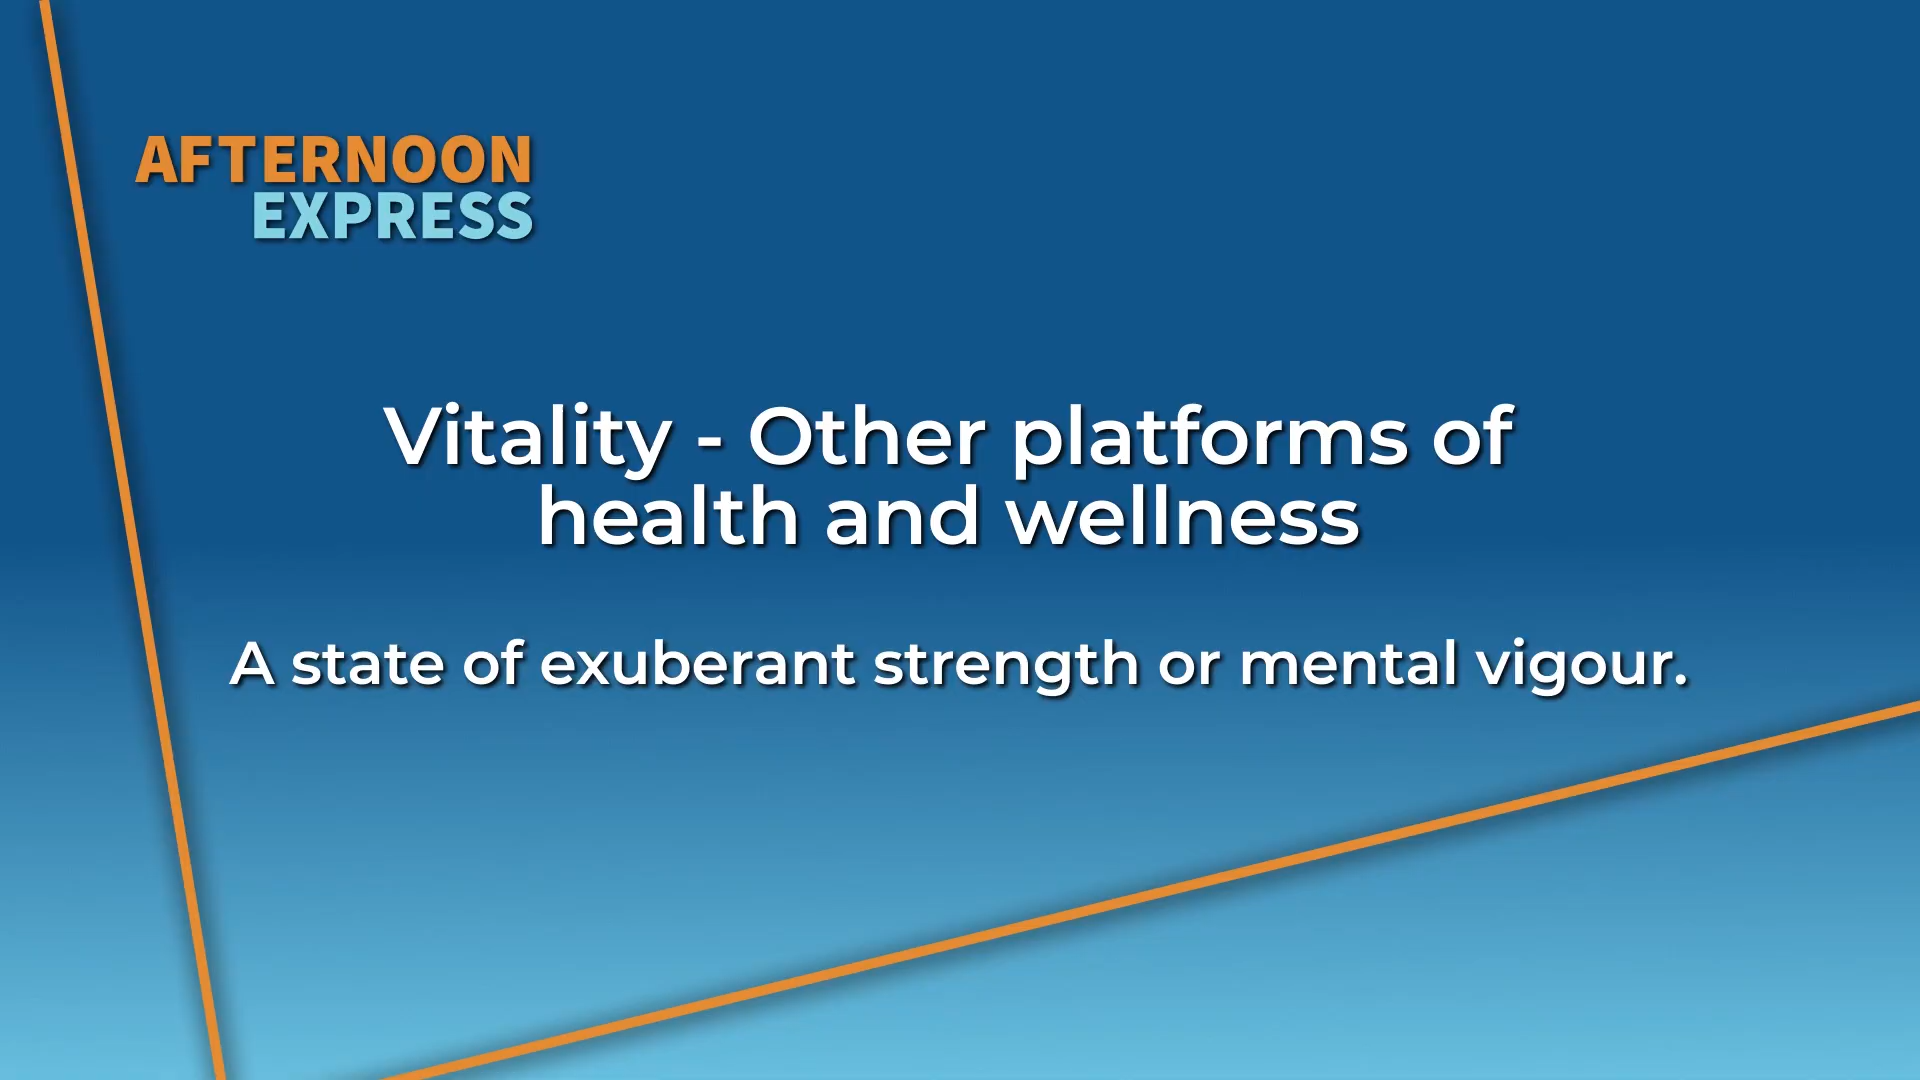 AFTERNOON
EXPRESS
Vitality - Other platforms of
health and wellness
A state of exuberant strength or mental vigour.